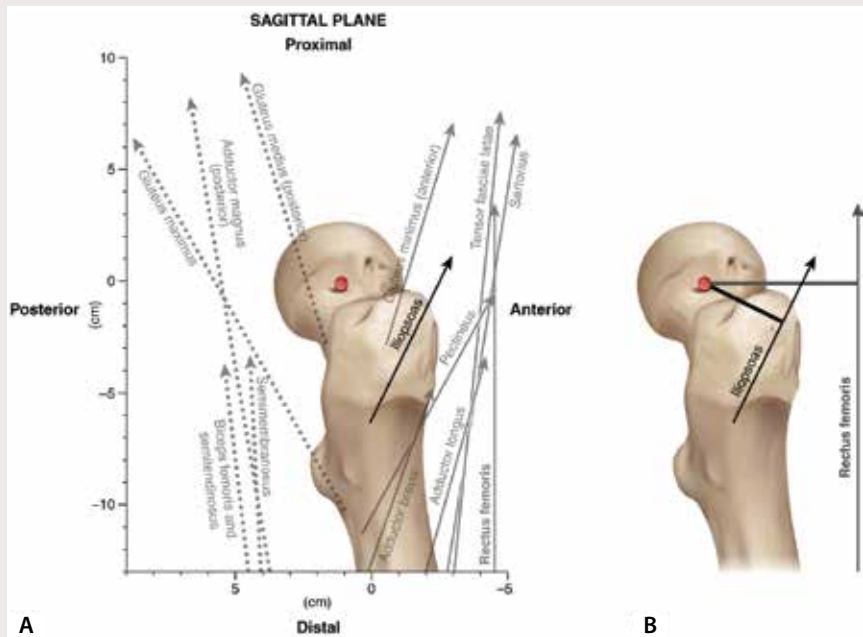 SAGITTAL PLANE
Proximal
10
5
0
-5
-10
(cm)
Posterior
Anterior
Gluteus maximus
Adductor magnus
(posterior)
Gluteus medius (posterior)
Gluteus minimus (anterior)
Tensor fasciae latae
Sartorius
Iliopsoas
Pectineus
Biceps femoris and
semitendinosus
Semimembranosus
Adductor brevis
Adductor longus
Rectus femoris
5
0
-5
(cm)
Distal
A
Iliopsoas
Rectus femoris
B